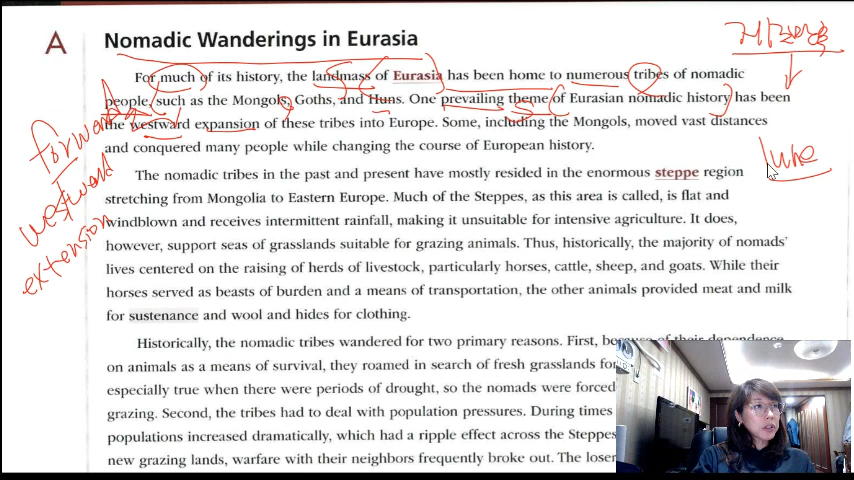 A Nomadic Wanderings in Eurasia
For much of its history, the landmass of Eurasia has been home to numerous tribes of nomadic
people, such as the Mongols, Goths, and Huns. One prevailing theme of Eurasian nomadic history has been
the westward expansion of these tribes into Europe. Some, including the Mongols, moved vast distances
and conquered many people while changing the course of European history.
The nomadic tribes in the past and present have mostly resided in the enormous steppe region
stretching from Mongolia to Eastern Europe. Much of the Steppes, as this area is called, is flat and
windblown and receives intermittent rainfall, making it unsuitable for intensive agriculture. It does,
however, support seas of grasslands suitable for grazing animals. Thus, historically, the majority of nomads'
lives centered on the raising of herds of livestock, particularly horses, cattle, sheep, and goats. While their
horses served as beasts of burden and a means of transportation, the other animals provided meat and milk
for sustenance and wool and hides for clothing.
Historically, the nomadic tribes wandered for two primary reasons. First, because of their dependence
on animals as a means of survival, they roamed in search of fresh grasslands for
especially true when there were periods of drought, so the nomads were forced
grazing. Second, the tribes had to deal with population pressures. During times
populations increased dramatically, which had a ripple effect across the Steppes
new grazing lands, warfare with their neighbors frequently broke out. The loser
forward
westward
extension